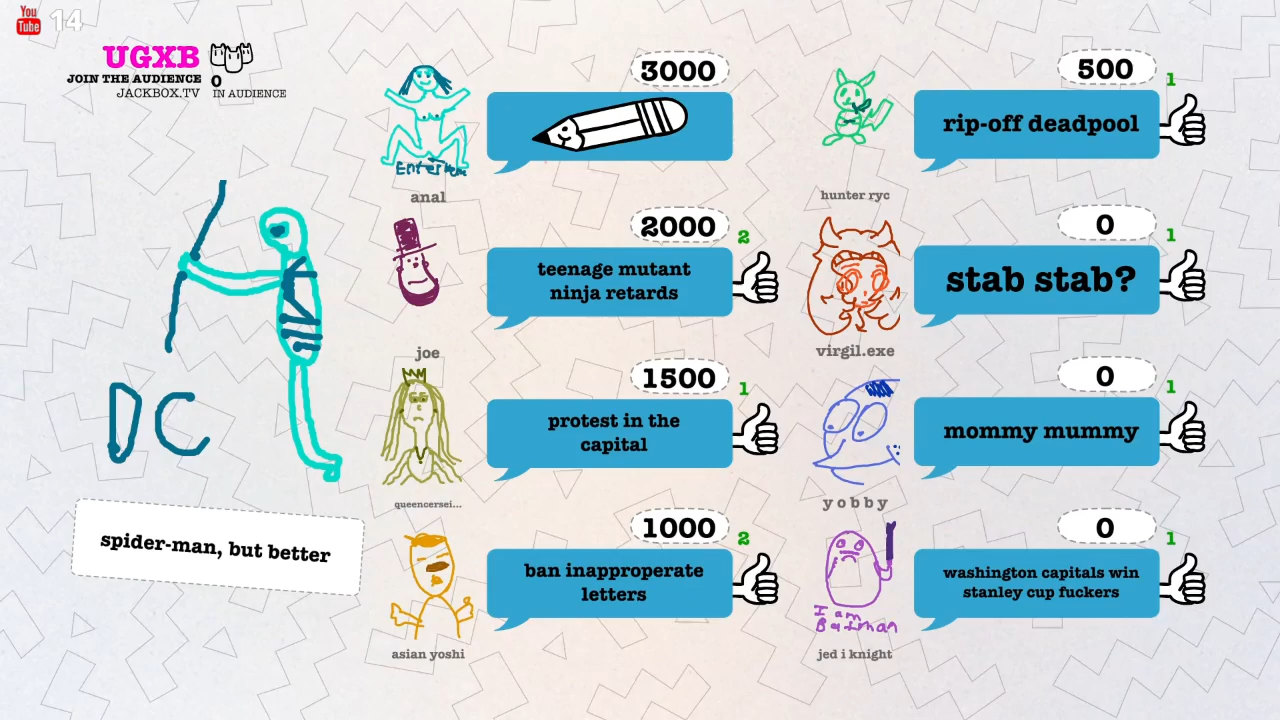 You
Tube
14
UGXB
JOIN THE AUDIENCE
JACKBOX.TV
0
IN AUDIENCE
DC
spider-man, but better
3000
anal
2000
2
teenage mutant
ninja retards
joe
1500
1
protest in the
capital
queencersei...
1000
2
ban inapproperate
letters
asian yoshi
500
1
rip-off deadpool
hunter ryc
0
1
stab stab?
virgil.exe
0
1
mommy mummy
yobby
0
1
washington capitals win
stanley cup fuckers
I am
Batman
jed i knight